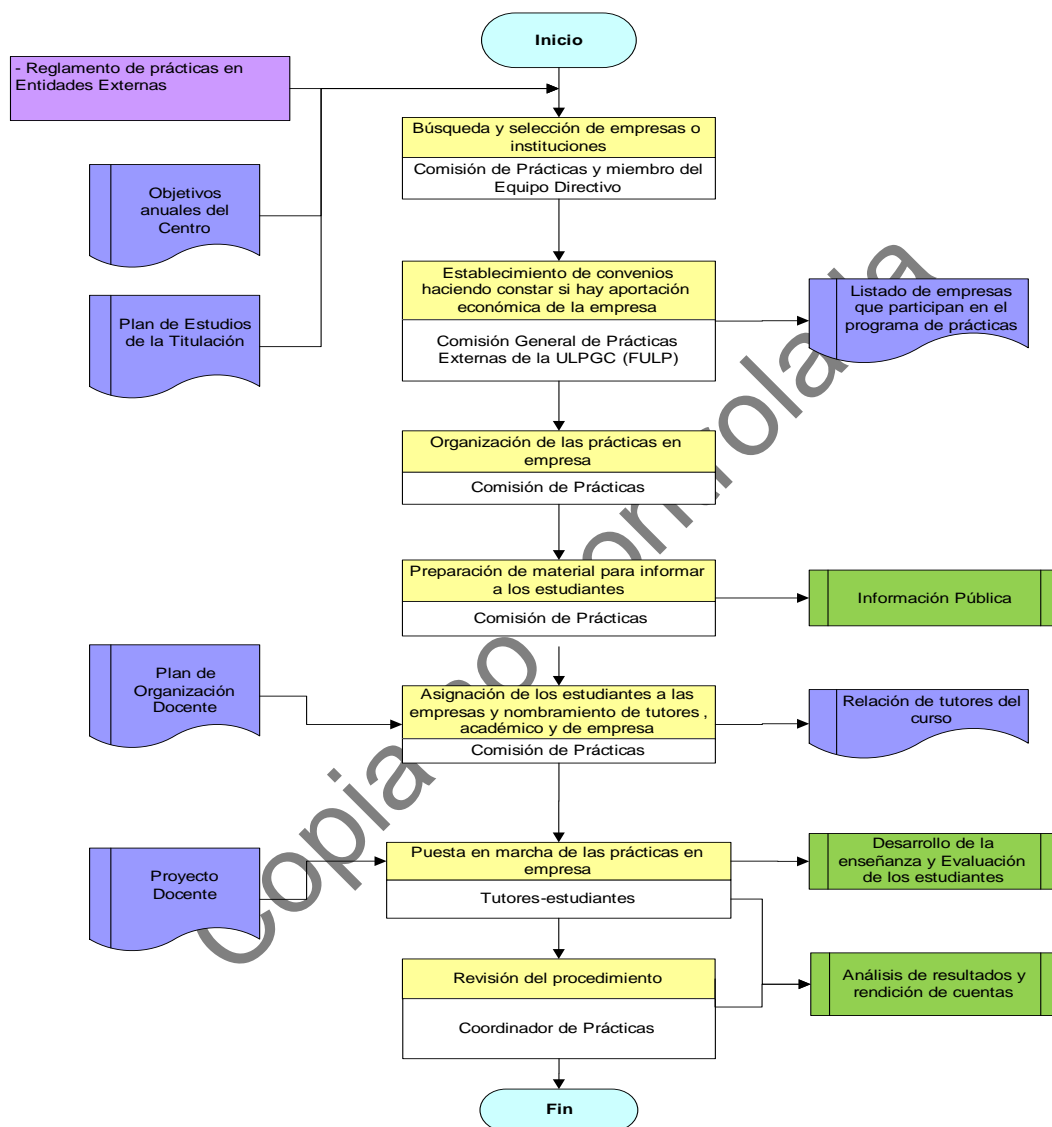 Inicio
- Reglamento de prácticas en
Entidades Externas
Búsqueda y selección de empresas o
instituciones
Comisión de Prácticas y miembro del
Equipo Directivo
Objetivos
anuales del
Centro
Establecimiento de convenios
haciendo constar si hay aportación
económica de la empresa
Comisión General de Prácticas
Externas de la ULPGC (FULP)
Listado de empresas
que participan en el
programa de prácticas
Plan de Estudios
de la Titulación
Organización de las prácticas en
empresa
Comisión de Prácticas
Preparación de material para informar
a los estudiantes
Comisión de Prácticas
Información Pública
Plan de
Organización
Docente
Asignación de los estudiantes a las
empresas y nombramiento de tutores ,
académico y de empresa
Comisión de Prácticas
Relación de tutores del
curso
Proyecto
Docente
Puesta en marcha de las prácticas en
empresa
Tutores-estudiantes
Desarrollo de la
enseñanza y Evaluación
de los estudiantes
Revisión del procedimiento
Coordinador de Prácticas
Análisis de resultados y
rendición de cuentas
Fin
Copia no controlada